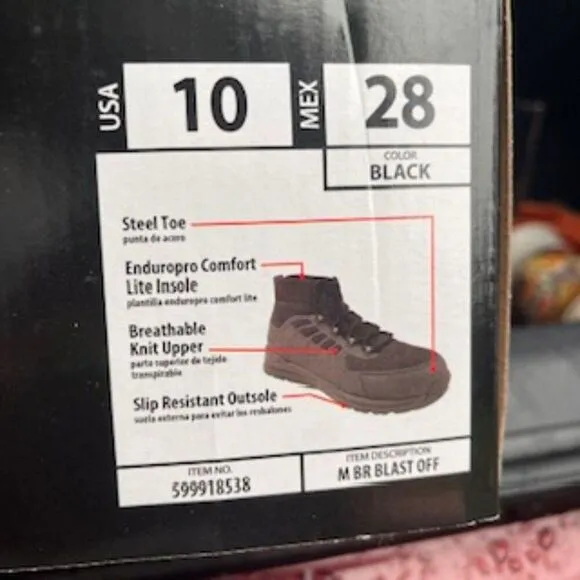 USA 10 MEX 28
COLOR
BLACK
Steel Toe
punta de acero
Enduropro Comfort
Lite Insole
plantilla enduropro comfort lite
Breathable
Knit Upper
parte superior de tejido
transpirable
Slip Resistant Outsole
suela externa para evitar los resbalones
ITEM NO.
599918538
ITEM DESCRIPTION
M BR BLAST OFF